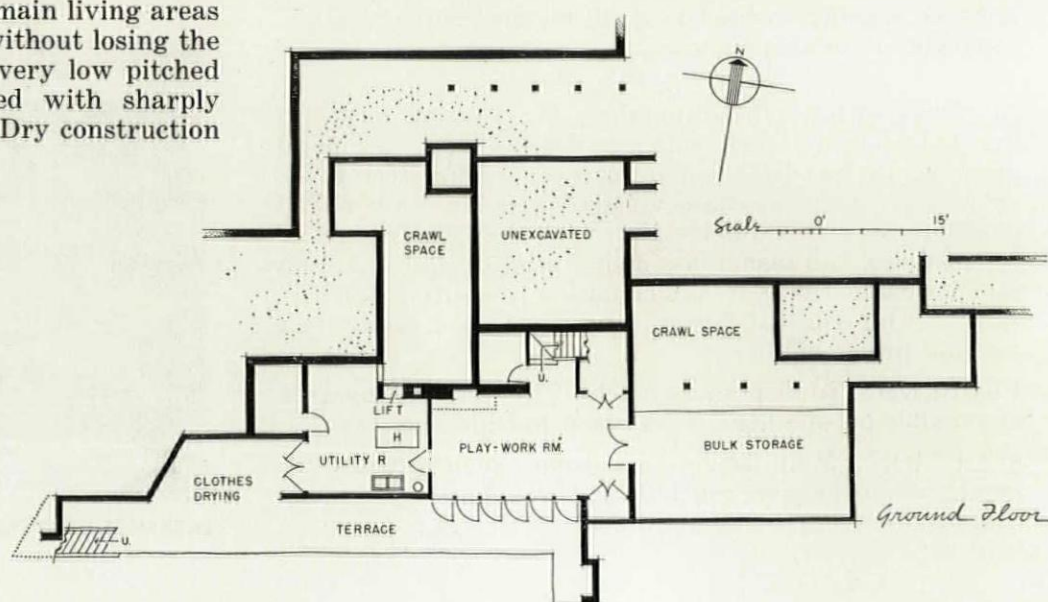 main living areas
without losing the
very low pitched
ed with sharply
Dry construction
N
Scale 0' 15'
CRAWL
SPACE
UNEXCAVATED
CRAWL SPACE
U.
LIFT
H
PLAY-WORK RM.
BULK STORAGE
UTILITY R
CLOTHES
DRYING
TERRACE
U.
Ground Floor